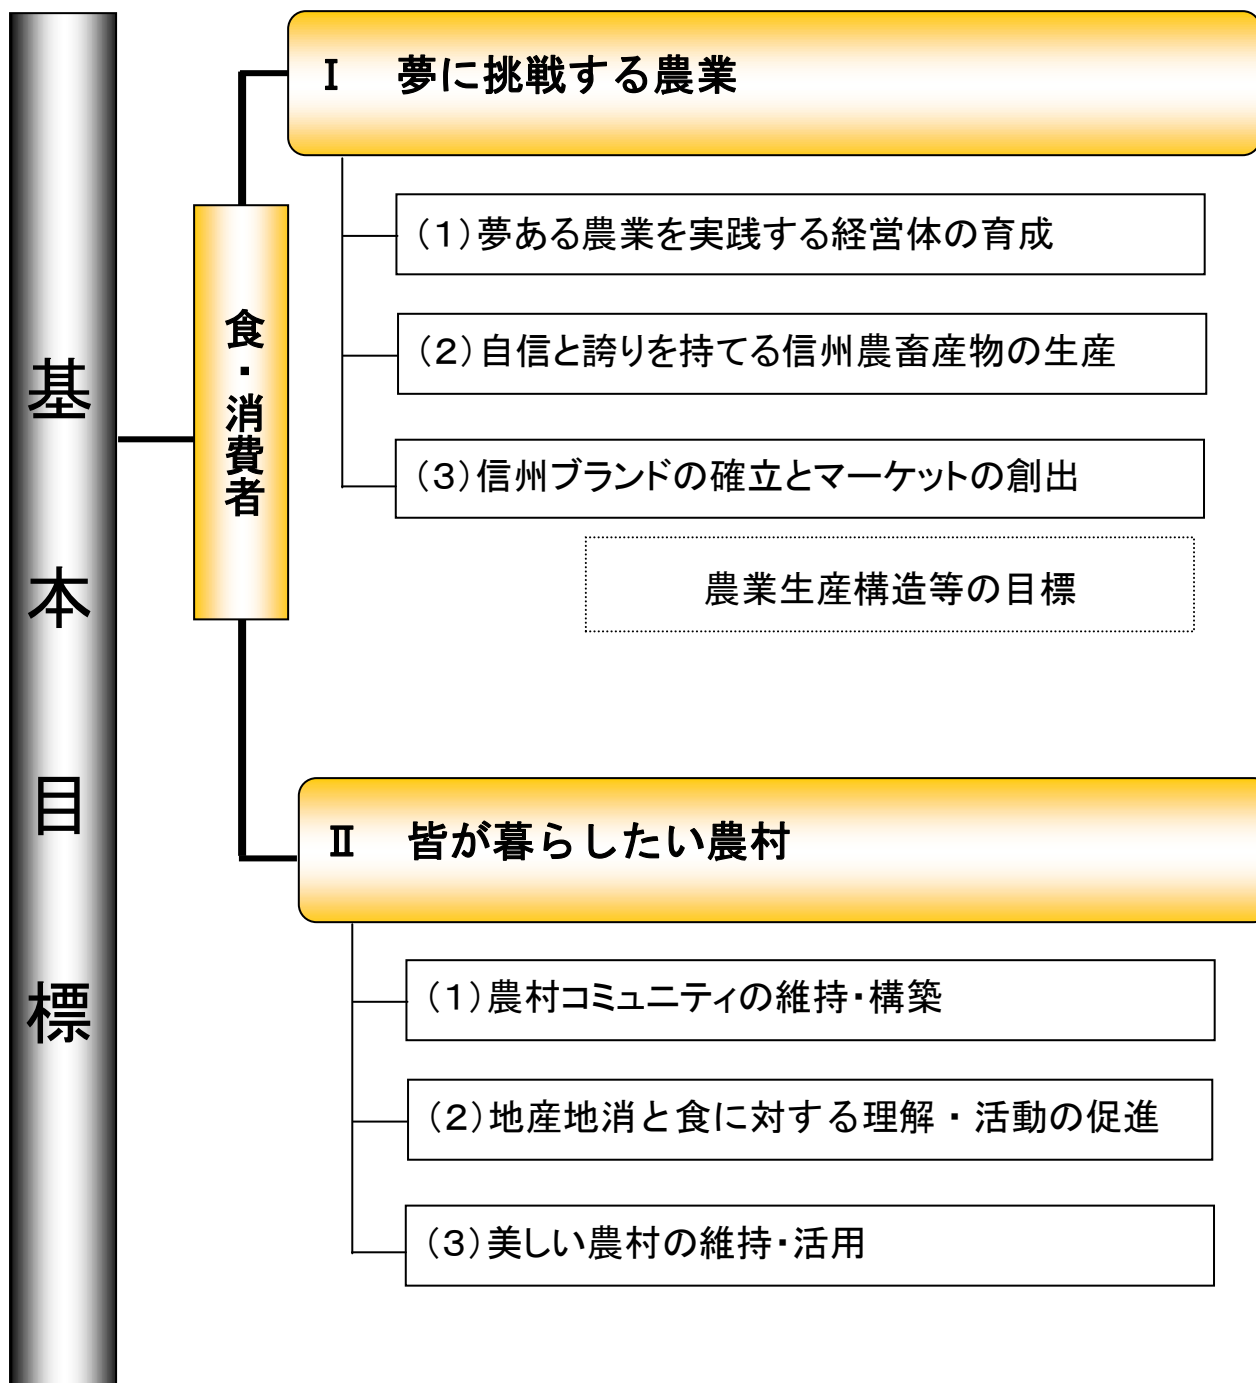 基本目標
食・消費者
Ⅰ　夢に挑戦する農業
（１）夢ある農業を実践する経営体の育成
（２）自信と誇りを持てる信州農畜産物の生産
（３）信州ブランドの確立とマーケットの創出
農業生産構造等の目標
Ⅱ　皆が暮らしたい農村
（１）農村コミュニティの維持・構築
（２）地産地消と食に対する理解・活動の促進
（３）美しい農村の維持・活用